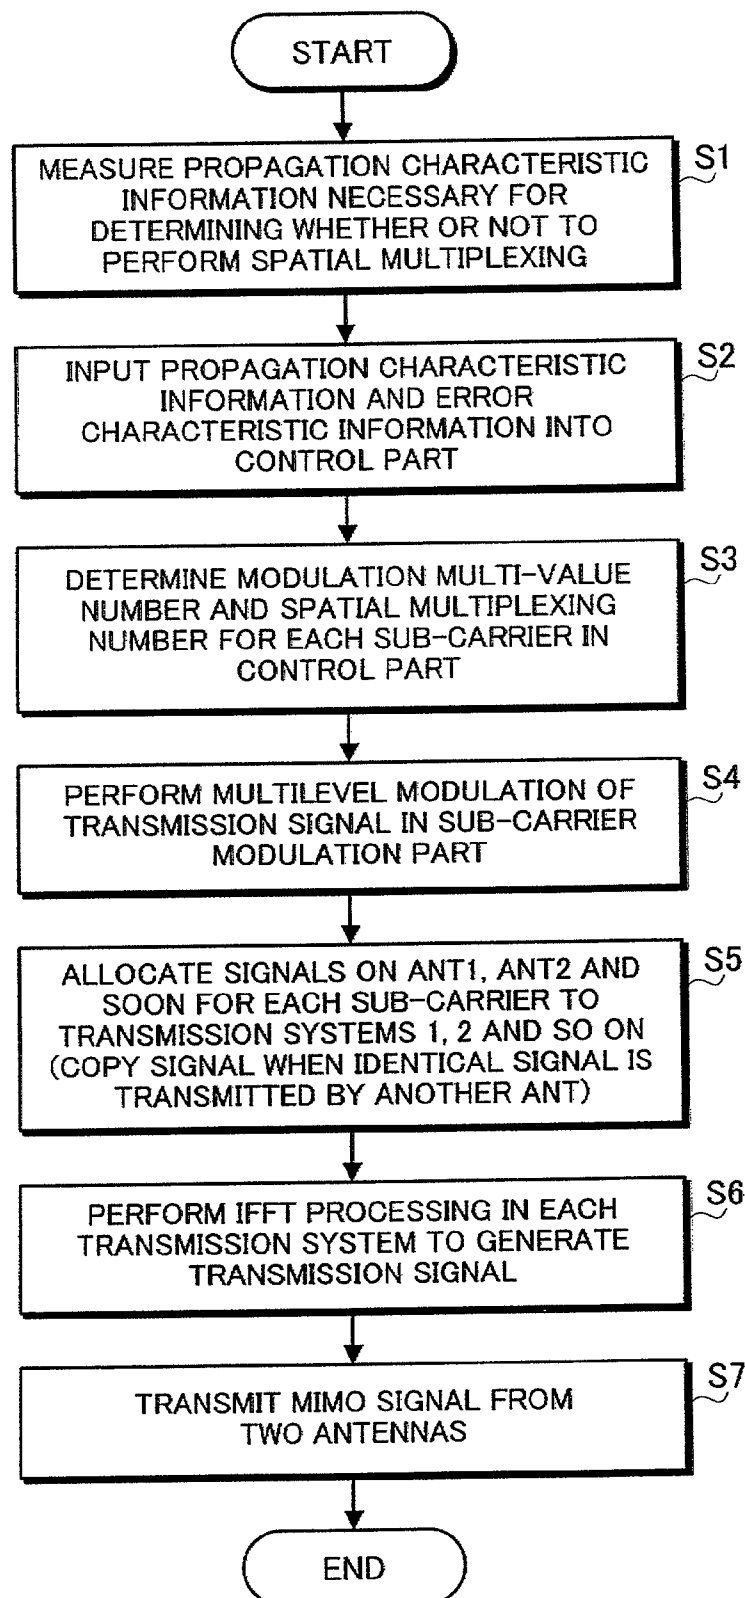 START
MEASURE PROPAGATION CHARACTERISTIC
INFORMATION NECESSARY FOR
DETERMINING WHETHER OR NOT TO
PERFORM SPATIAL MULTIPLEXING
S1
INPUT PROPAGATION CHARACTERISTIC
INFORMATION AND ERROR
CHARACTERISTIC INFORMATION INTO
CONTROL PART
S2
DETERMINE MODULATION MULTI-VALUE
NUMBER AND SPATIAL MULTIPLEXING
NUMBER FOR EACH SUB-CARRIER IN
CONTROL PART
S3
PERFORM MULTILEVEL MODULATION OF
TRANSMISSION SIGNAL IN SUB-CARRIER
MODULATION PART
S4
ALLOCATE SIGNALS ON ANT1, ANT2 AND
SOON FOR EACH SUB-CARRIER TO
TRANSMISSION SYSTEMS 1, 2 AND SO ON
(COPY SIGNAL WHEN IDENTICAL SIGNAL IS
TRANSMITTED BY ANOTHER ANT)
S5
PERFORM IFFT PROCESSING IN EACH
TRANSMISSION SYSTEM TO GENERATE
TRANSMISSION SIGNAL
S6
TRANSMIT MIMO SIGNAL FROM
TWO ANTENNAS
S7
END